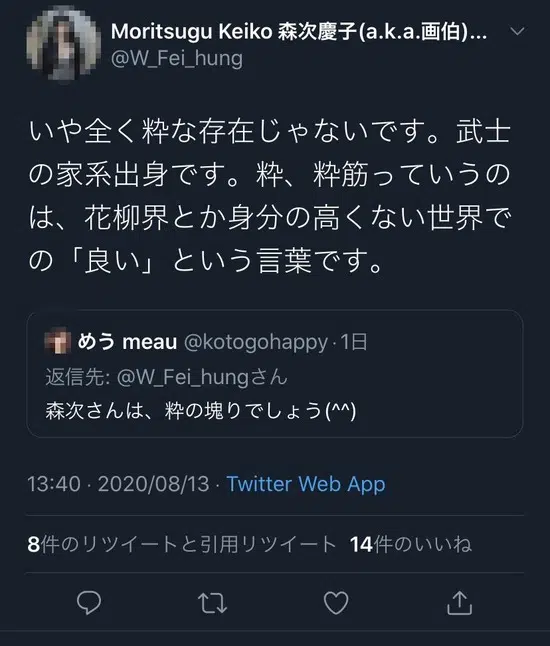 Moritsugu Keiko 森次慶子(a.k.a.画伯)...
@W_Fei_hung
いや全く粋な存在じゃないです。武士
の家系出身です。粋、粋筋っていうの
は、花柳界とか身分の高くない世界で
の「良い」という言葉です。
めう meau @kotogohappy · 1日
返信先: @W_Fei_hungさん
森次さんは、粋の塊りでしょう(^^)
13:40 · 2020/08/13 · Twitter Web App
8件のリツイートと引用リツイート 14件のいいね